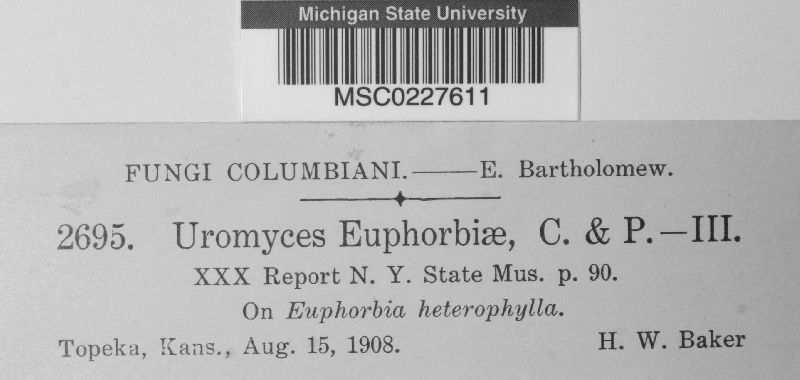 Michigan State University
MSC0227611
FUNGI COLUMBIANI.——E. Bartholomew.
2695. Uromyces Euphorbiæ, C. & P.—III.
XXX Report N. Y. State Mus. p. 90.
On Euphorbia heterophylla.
Topeka, Kans., Aug. 15, 1908. H. W. Baker